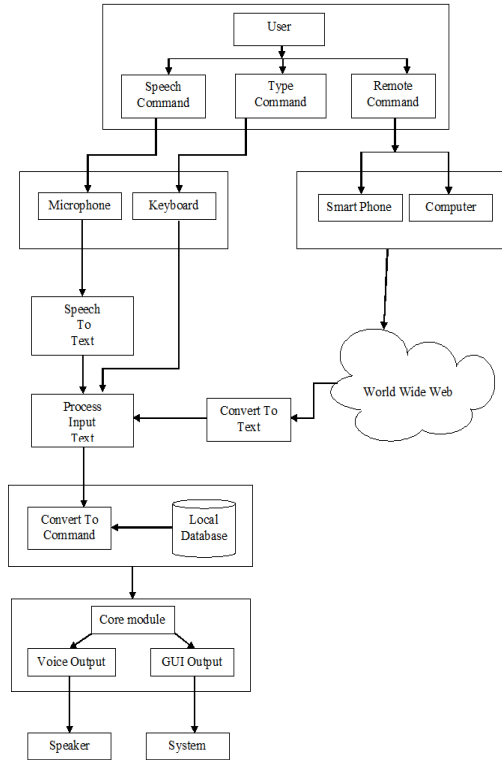 User
Speech
Command
Type
Command
Remote
Command
Microphone
Keyboard
Smart Phone
Computer
Speech
To
Text
World Wide Web
Process
Input
Text
Convert To
Text
Convert To
Command
Local
Database
Core module
Voice Output
GUI Output
Speaker
System